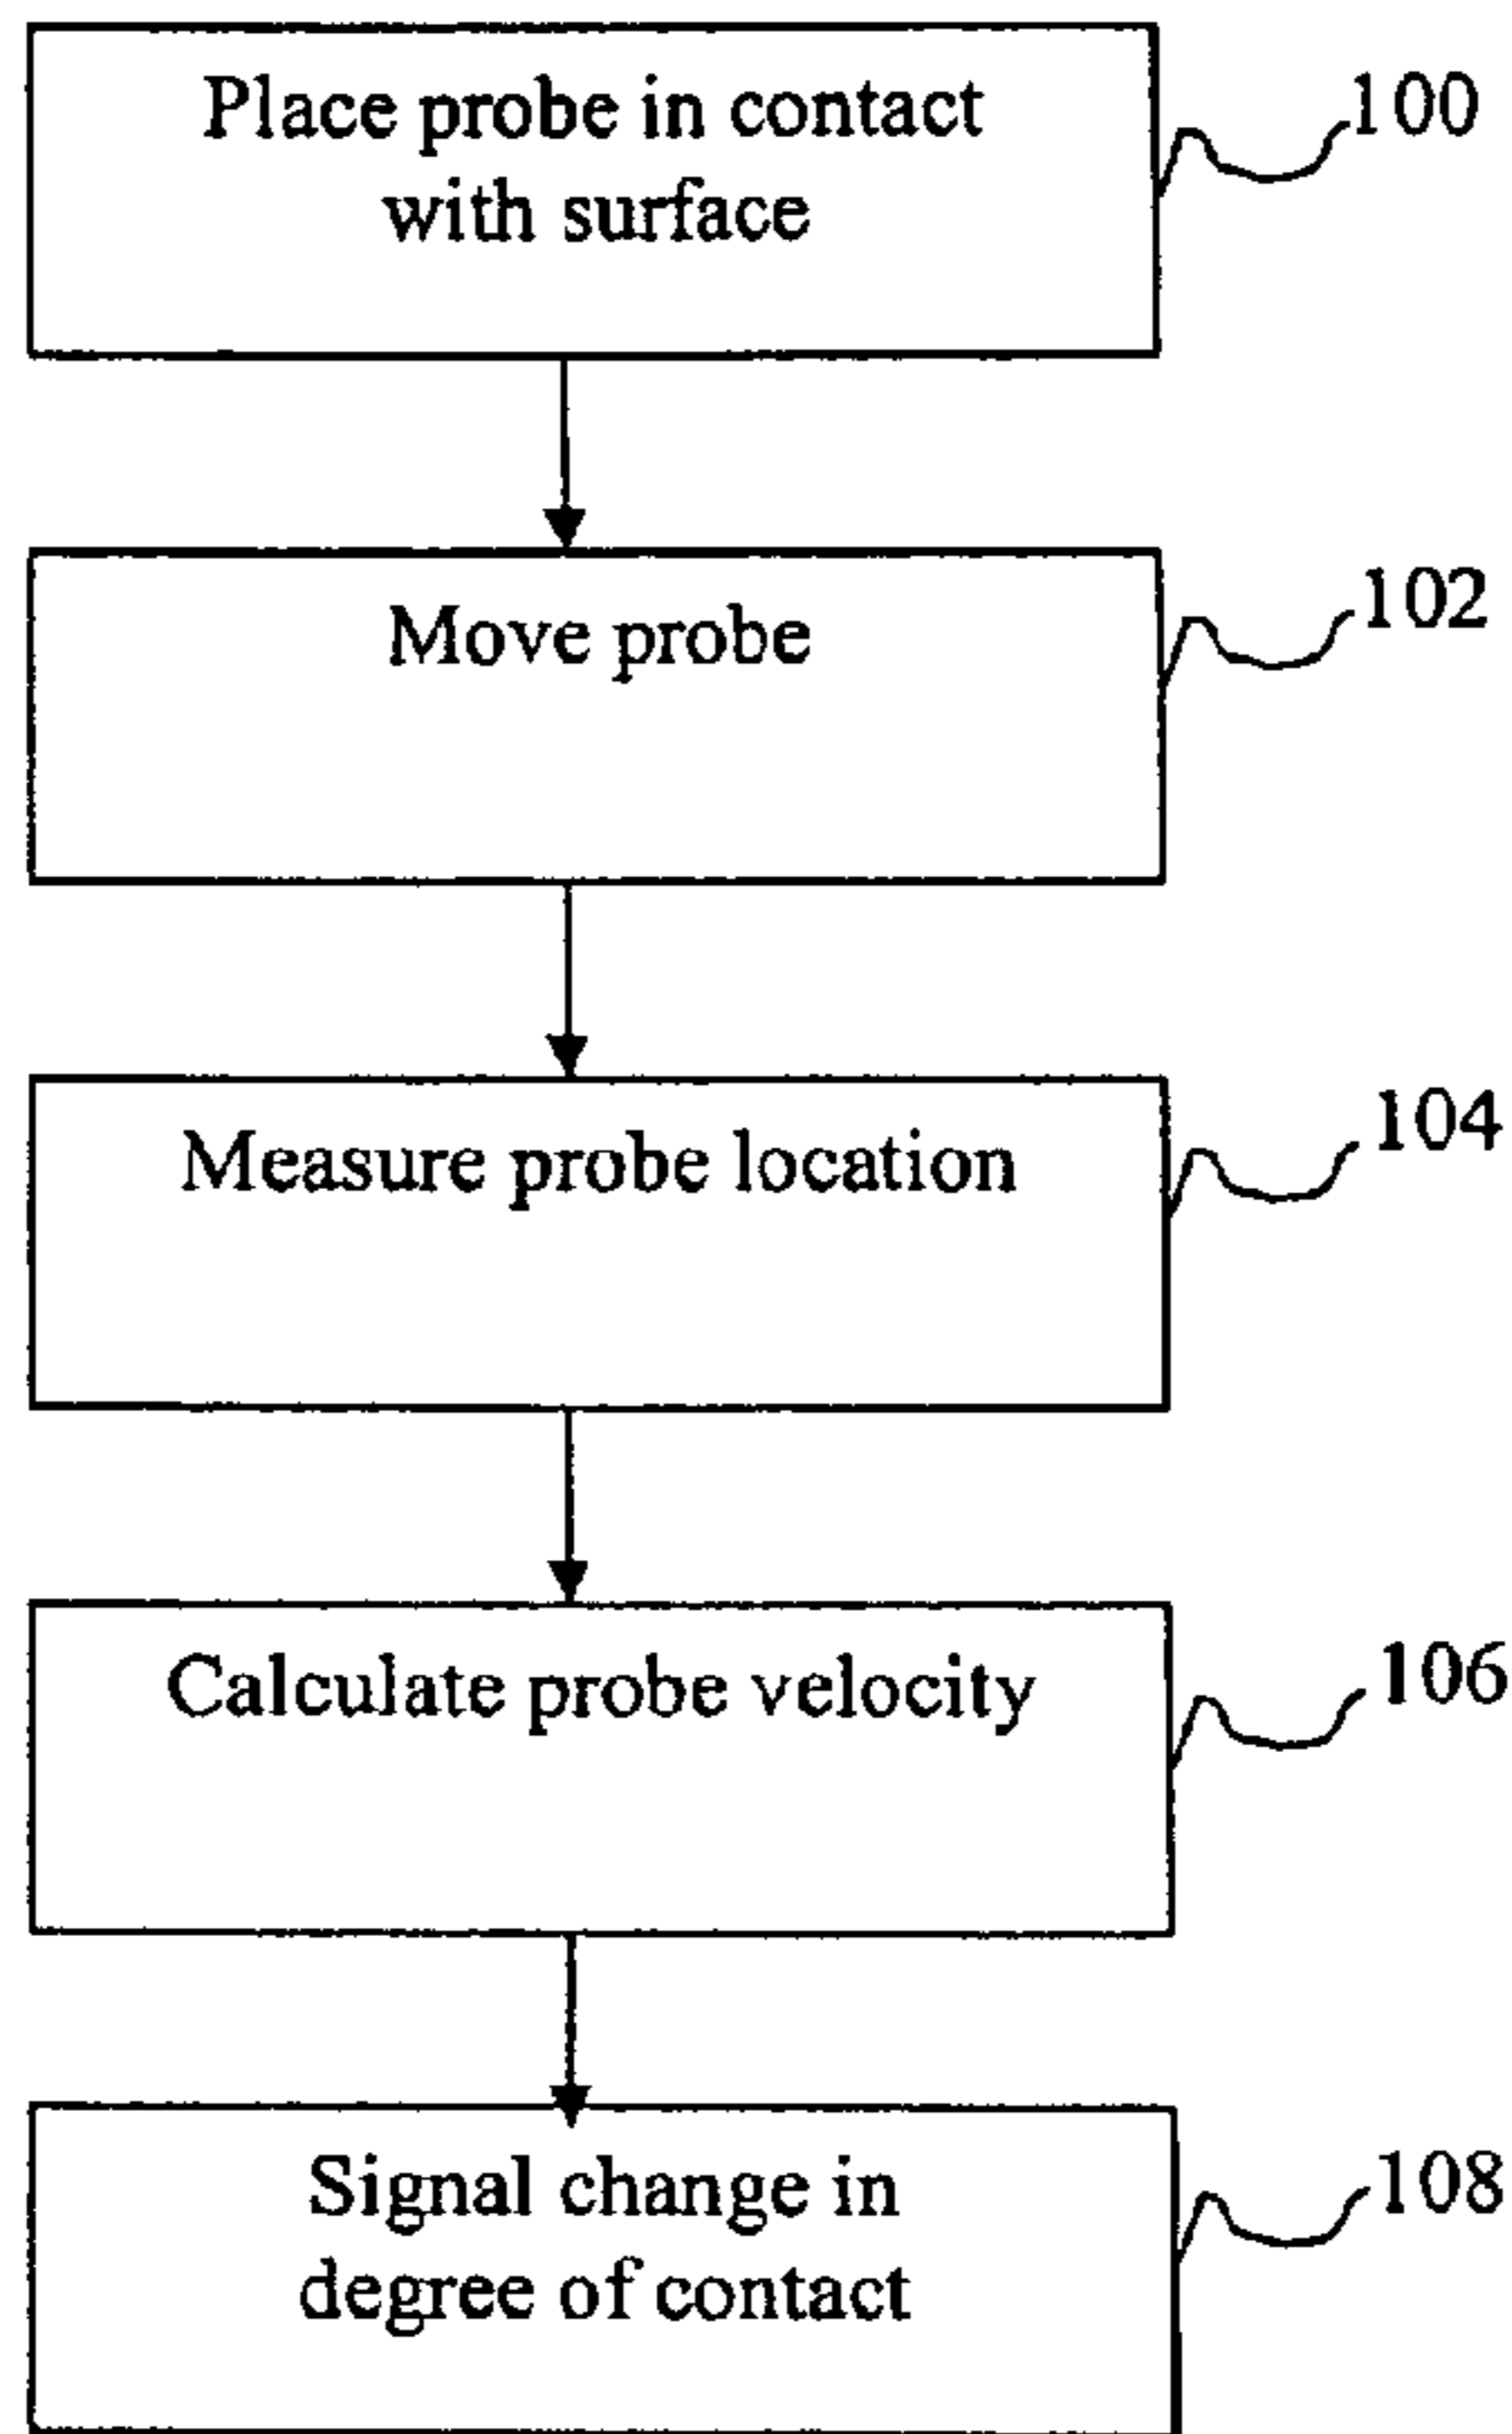 Place probe in contact
with surface
100
Move probe
102
Measure probe location
104
Calculate probe velocity
106
Signal change in
degree of contact
108